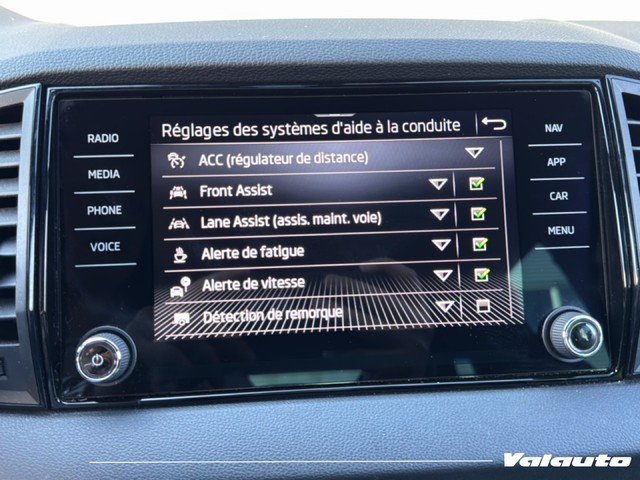 RADIO
MEDIA
PHONE
VOICE
Réglages des systèmes d'aide à la conduite
ACC (régulateur de distance)
Front Assist
Lane Assist (assis. maint. voie)
Alerte de fatigue
Alerte de vitesse
Détection de remorque
NAV
APP
CAR
MENU
Valauto